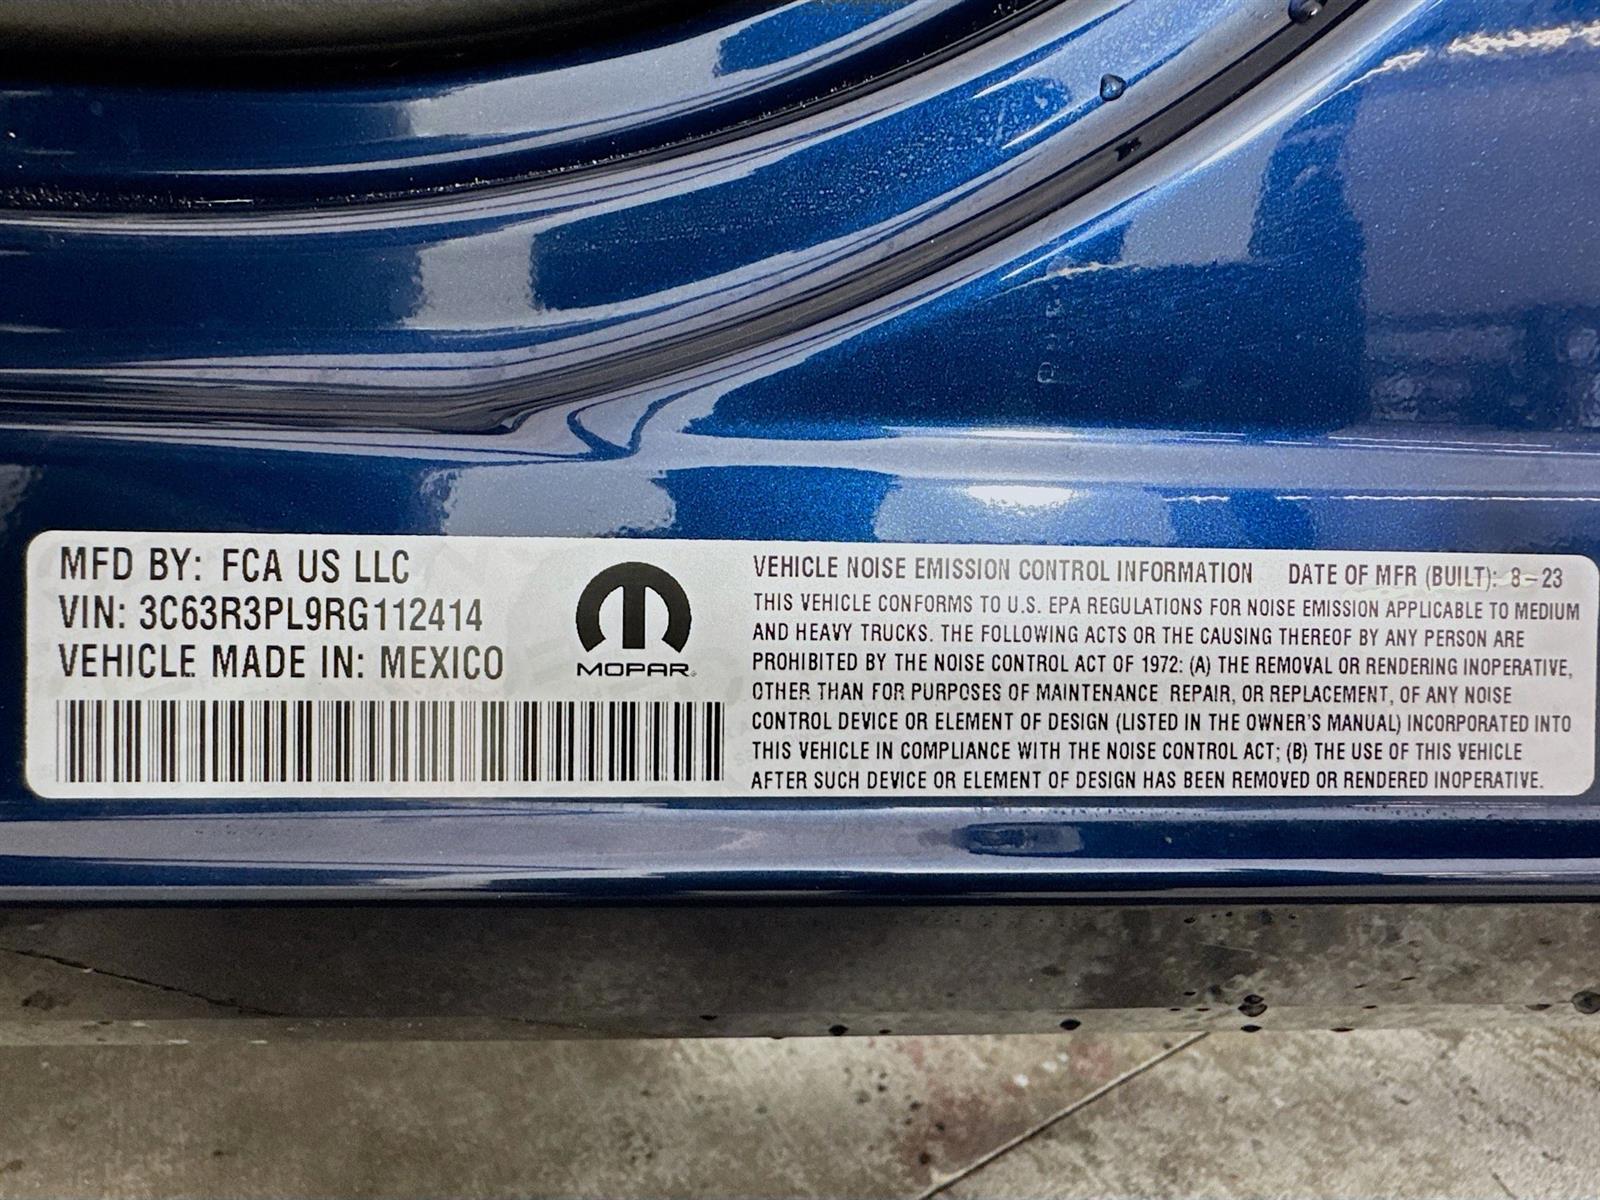 MFD BY: FCA US LLC
VIN: 3C63R3PL9RG112414
VEHICLE MADE IN: MEXICO
MOPAR
VEHICLE NOISE EMISSION CONTROL INFORMATION DATE OF MFR (BUILT): 8-23
THIS VEHICLE CONFORMS TO U.S. EPA REGULATIONS FOR NOISE EMISSION APPLICABLE TO MEDIUM
AND HEAVY TRUCKS. THE FOLLOWING ACTS OR THE CAUSING THEREOF BY ANY PERSON ARE
PROHIBITED BY THE NOISE CONTROL ACT OF 1972: (A) THE REMOVAL OR RENDERING INOPERATIVE,
OTHER THAN FOR PURPOSES OF MAINTENANCE REPAIR, OR REPLACEMENT, OF ANY NOISE
CONTROL DEVICE OR ELEMENT OF DESIGN (LISTED IN THE OWNER'S MANUAL) INCORPORATED INTO
THIS VEHICLE IN COMPLIANCE WITH THE NOISE CONTROL ACT; (B) THE USE OF THIS VEHICLE
AFTER SUCH DEVICE OR ELEMENT OF DESIGN HAS BEEN REMOVED OR RENDERED INOPERATIVE.